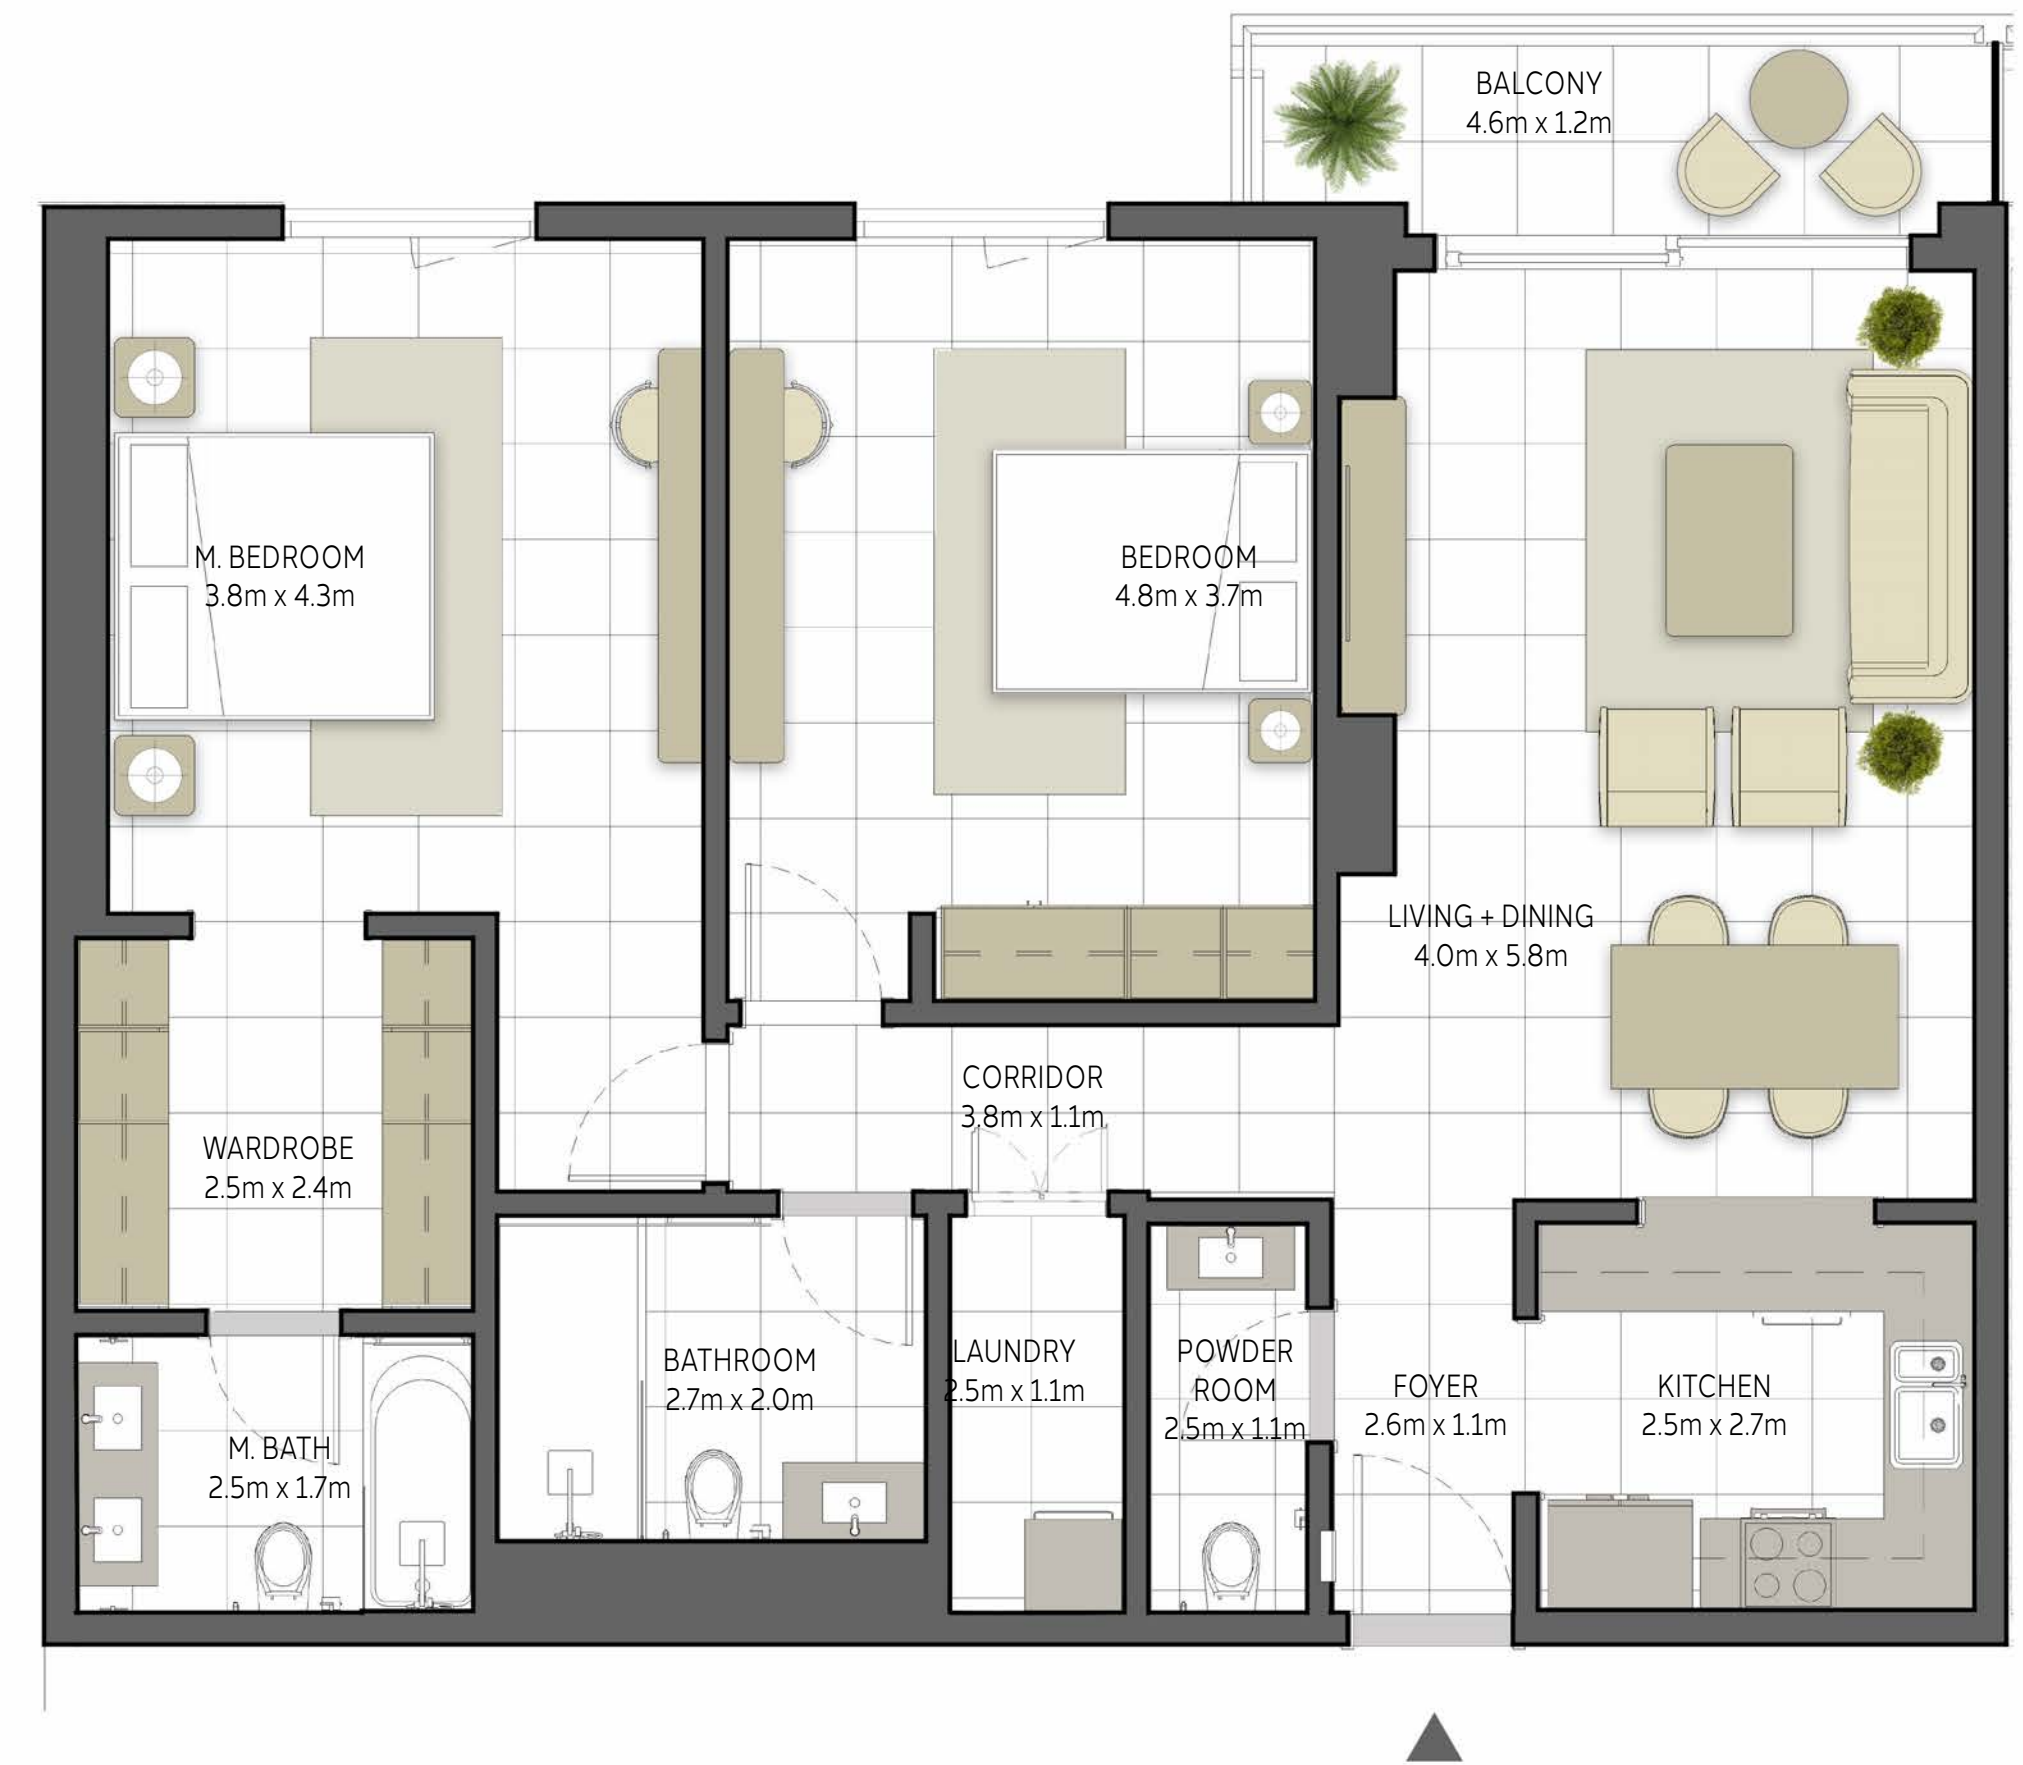 BALCONY
4.6m x 1.2m
M. BEDROOM
3.8m x 4.3m
BEDROOM
4.8m x 3.7m
LIVING + DINING
4.0m x 5.8m
CORRIDOR
3.8m x 1.1m
WARDROBE
2.5m x 2.4m
BATHROOM
2.7m x 2.0m
LAUNDRY
2.5m x 1.1m
POWDER
ROOM
2.5m x 1.1m
FOYER
2.6m x 1.1m
KITCHEN
2.5m x 2.7m
M. BATH
2.5m x 1.7m